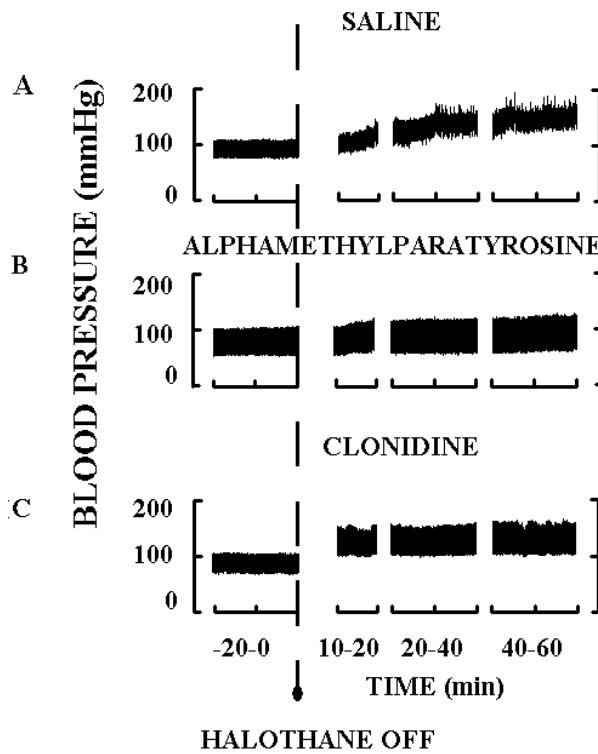 SALINE
A
200
100
0
BLOOD PRESSURE (mmHg)
ALPHAMETHYLPARATYROSINE
B
200
100
0
CLONIDINE
C
200
100
0
-20-0 10-20 20-40 40-60
TIME (min)
HALOTHANE OFF